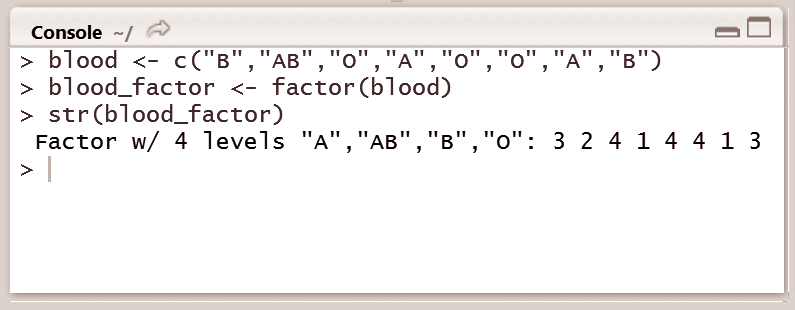 Console ~/
> blood <- c("B","AB","O","A","O","O","A","B")
> blood_factor <- factor(blood)
> str(blood_factor)
 Factor w/ 4 levels "A","AB","B","O": 3 2 4 1 4 4 1 3
>